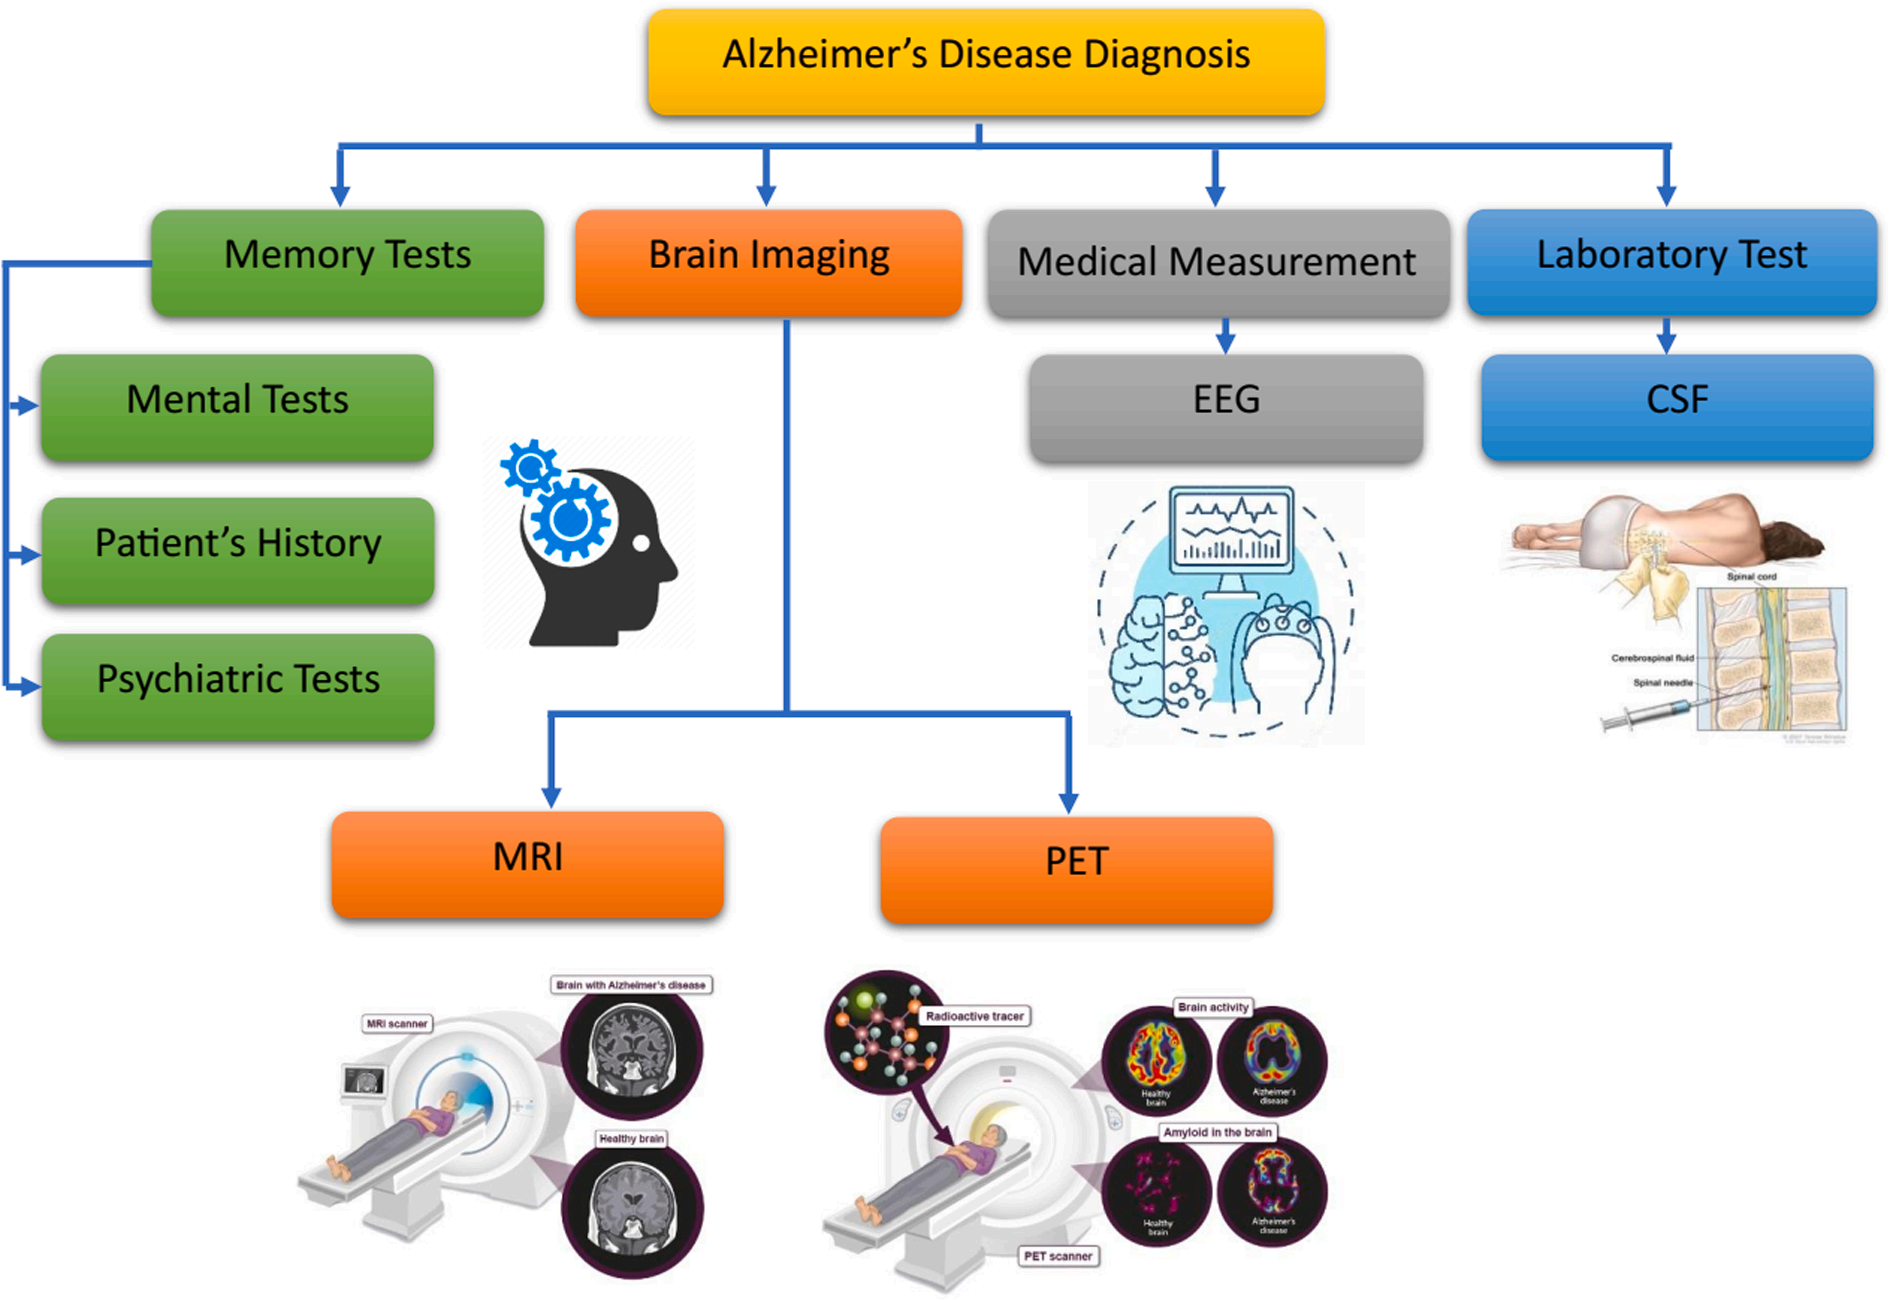 Alzheimer’s Disease Diagnosis
Memory Tests
Brain Imaging
Medical Measurement
Laboratory Test
Mental Tests
EEG
CSF
Patient’s History
Psychiatric Tests
Spinal cord
Cerebrospinal fluid
Spinal needle
MRI
PET
Brain with Alzheimer's disease
MRI scanner
Healthy brain
Radioactive tracer
Brain activity
Healthy
brain
Alzheimer's
disease
Amyloid in the brain
Healthy
brain
Alzheimer's
disease
PET scanner